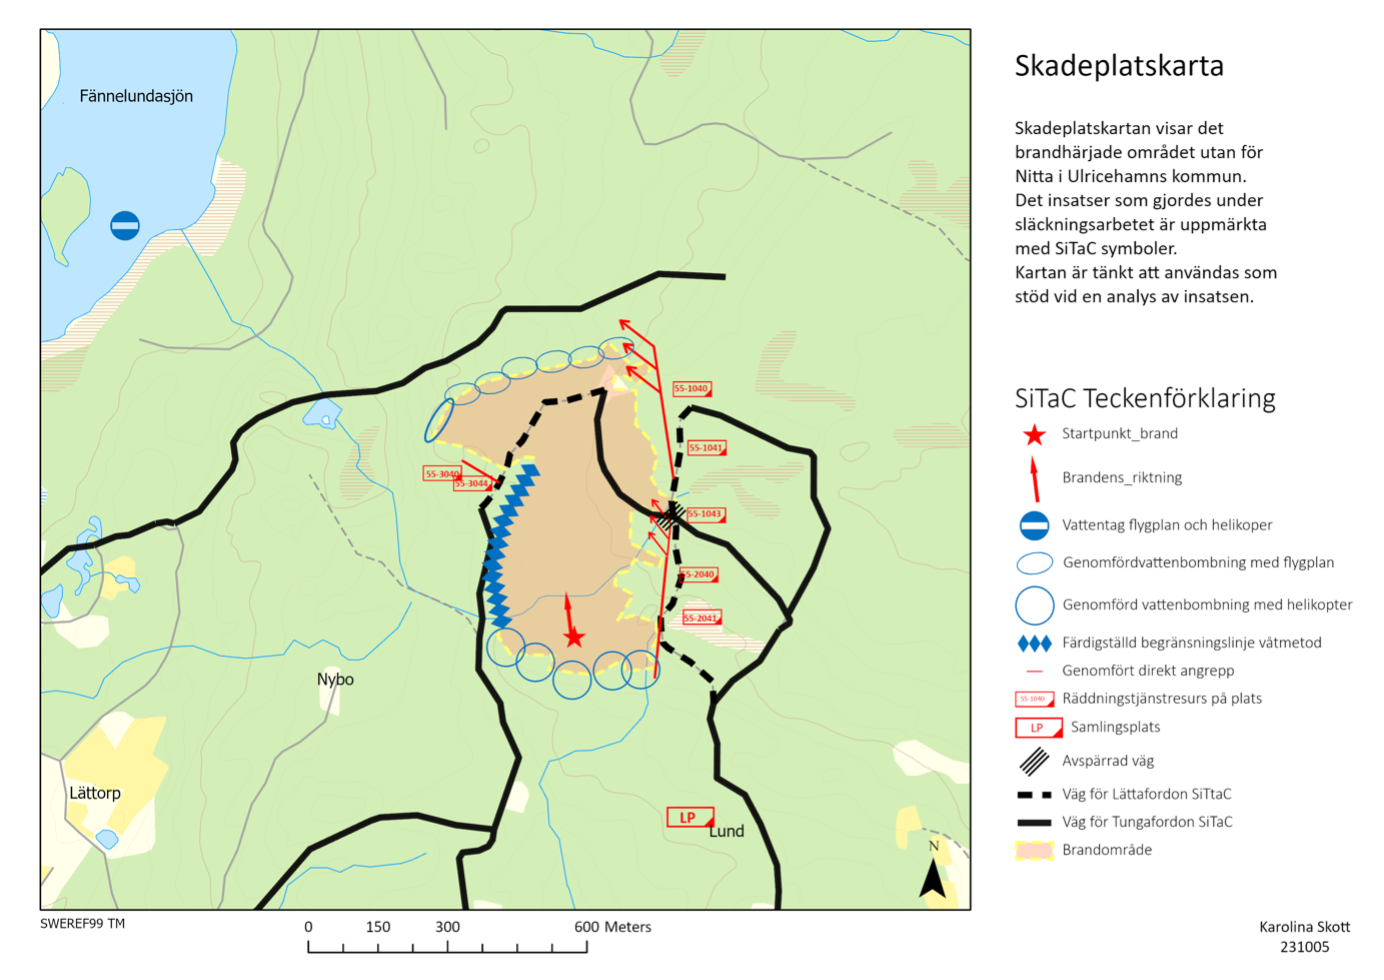 Fännelundasjön
Nybo
Lättorp
Lund
LP
55-1040
55-1041
55-1043
55-2040
55-2041
55-3040
55-3044
N
SWEREF99 TM
0 150 300 600 Meters
Skadeplatskarta
Skadeplatskartan visar det
brandhärjade området utan för
Nitta i Ulricehamns kommun.
Det insatser som gjordes under
släckningsarbetet är uppmärkta
med SiTaC symboler.
Kartan är tänkt att användas som
stöd vid en analys av insatsen.
SiTaC Teckenförklaring
Startpunkt_brand
Brandens_riktning
Vattentag flygplan och helikoper
Genomfördvattenbombning med flygplan
Genomförd vattenbombning med helikopter
Färdigställd begränsningslinje våtmetod
Genomfört direkt angrepp
55-1040 Räddningstjänstresurs på plats
LP Samlingsplats
Avspärrad väg
Väg för Lättafordon SiTtaC
Väg för Tungafordon SiTaC
Brandområde
Karolina Skott
231005